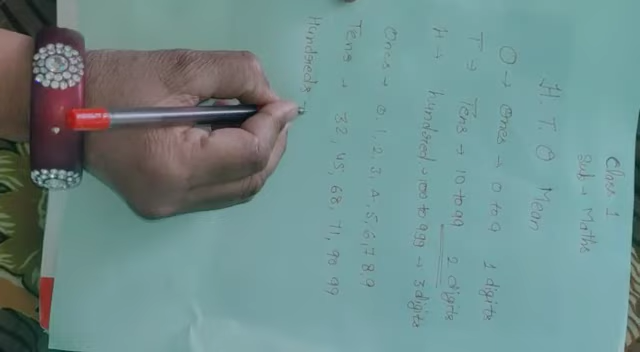 Class 1
Sub → Maths
H. T. O Mean
O → Ones → 0 to 9 1 digits
T → Tens → 10 to 99 2 digits
H → hundered → 100 to 999 → 3 digits
Ones → 0, 1, 2, 3, 4, 5, 6, 7, 8, 9
Tens → 32, 45, 68, 71, 90, 99
Hundreds →